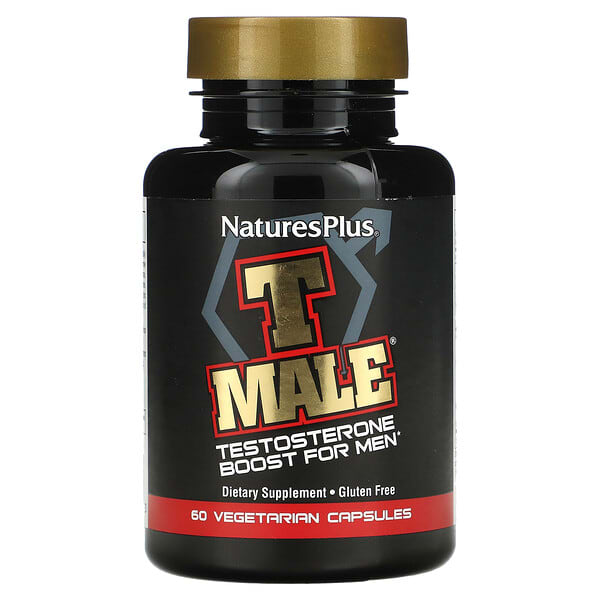 NaturesPlus®
T
MALE®
TESTOSTERONE
BOOST FOR MEN*
Dietary Supplement • Gluten Free
60 VEGETARIAN CAPSULES